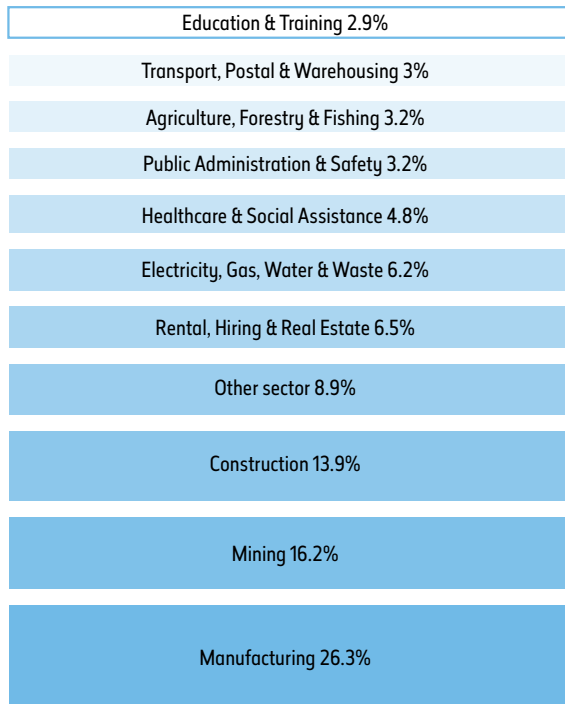 Education & Training 2.9%
Transport, Postal & Warehousing 3%
Agriculture, Forestry & Fishing 3.2%
Public Administration & Safety 3.2%
Healthcare & Social Assistance 4.8%
Electricity, Gas, Water & Waste 6.2%
Rental, Hiring & Real Estate 6.5%
Other sector 8.9%
Construction 13.9%
Mining 16.2%
Manufacturing 26.3%